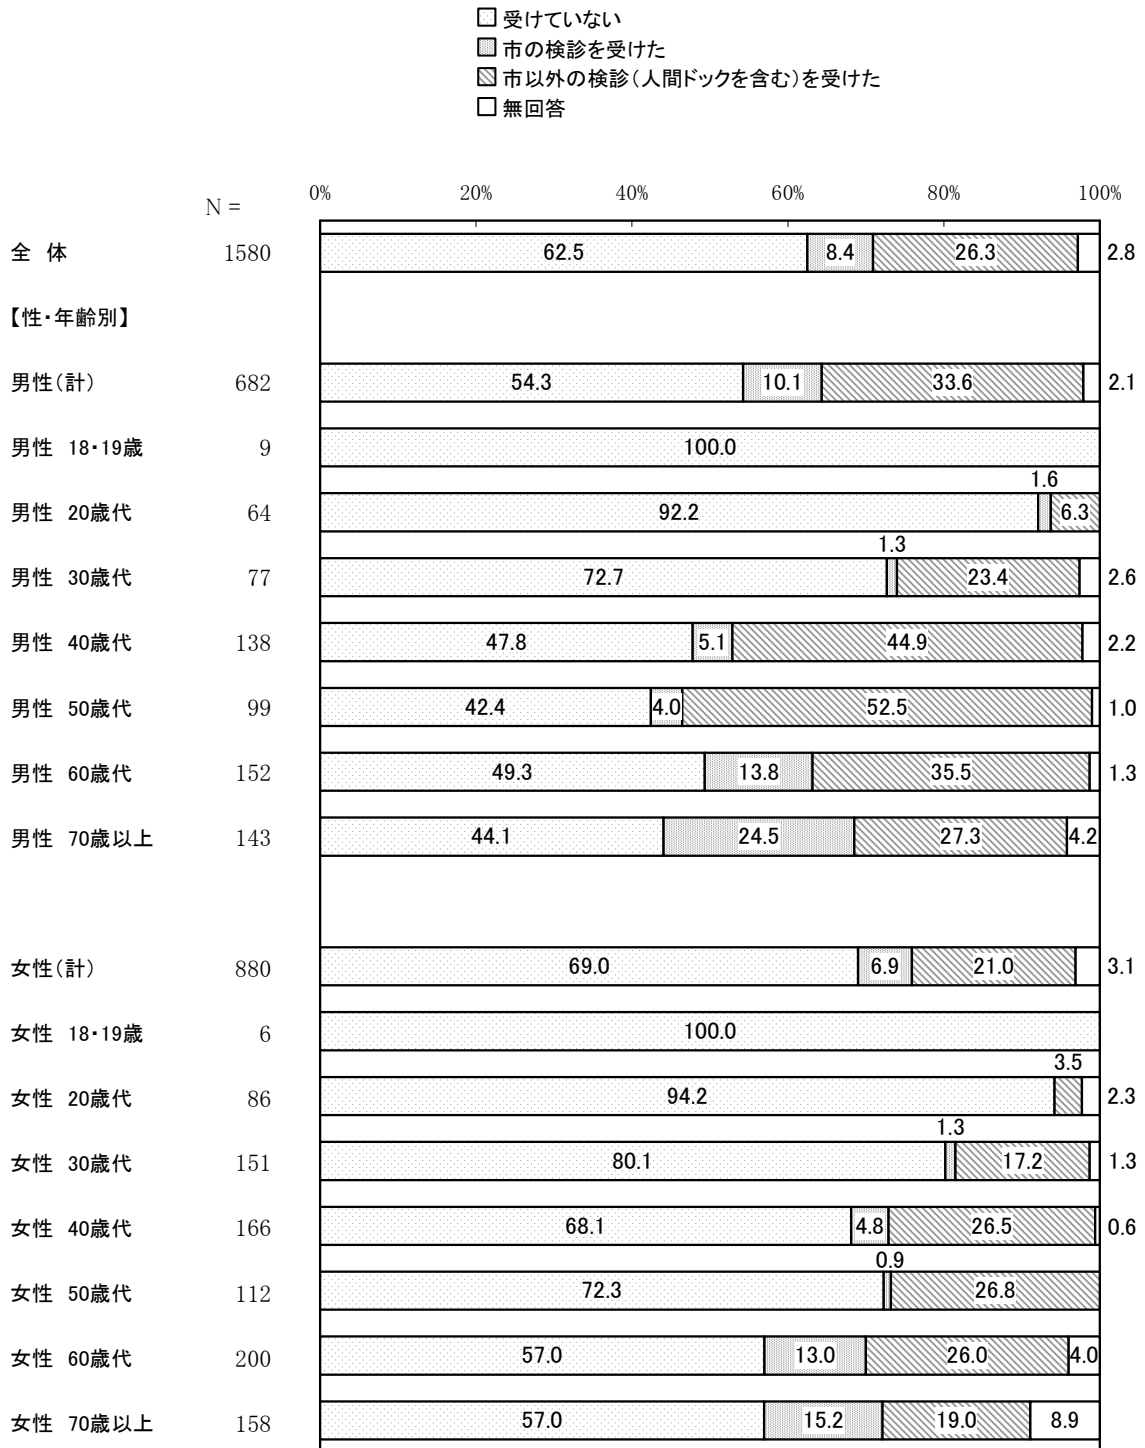 受けていない
市の検診を受けた
市以外の検診(人間ドックを含む)を受けた
無回答
0% 20% 40% 60% 80% 100%
N =
全 体 1580 62.5 8.4 26.3 2.8
【性・年齢別】
男性(計) 682 54.3 10.1 33.6 2.1
男性 18・19歳 9 100.0
1.6
男性 20歳代 64 92.2 6.3
1.3
男性 30歳代 77 72.7 23.4 2.6
男性 40歳代 138 47.8 5.1 44.9 2.2
男性 50歳代 99 42.4 4.0 52.5 1.0
男性 60歳代 152 49.3 13.8 35.5 1.3
男性 70歳以上 143 44.1 24.5 27.3 4.2
女性(計) 880 69.0 6.9 21.0 3.1
女性 18・19歳 6 100.0
3.5
女性 20歳代 86 94.2 2.3
1.3
女性 30歳代 151 80.1 17.2 1.3
女性 40歳代 166 68.1 4.8 26.5 0.6
0.9
女性 50歳代 112 72.3 26.8
女性 60歳代 200 57.0 13.0 26.0 4.0
女性 70歳以上 158 57.0 15.2 19.0 8.9